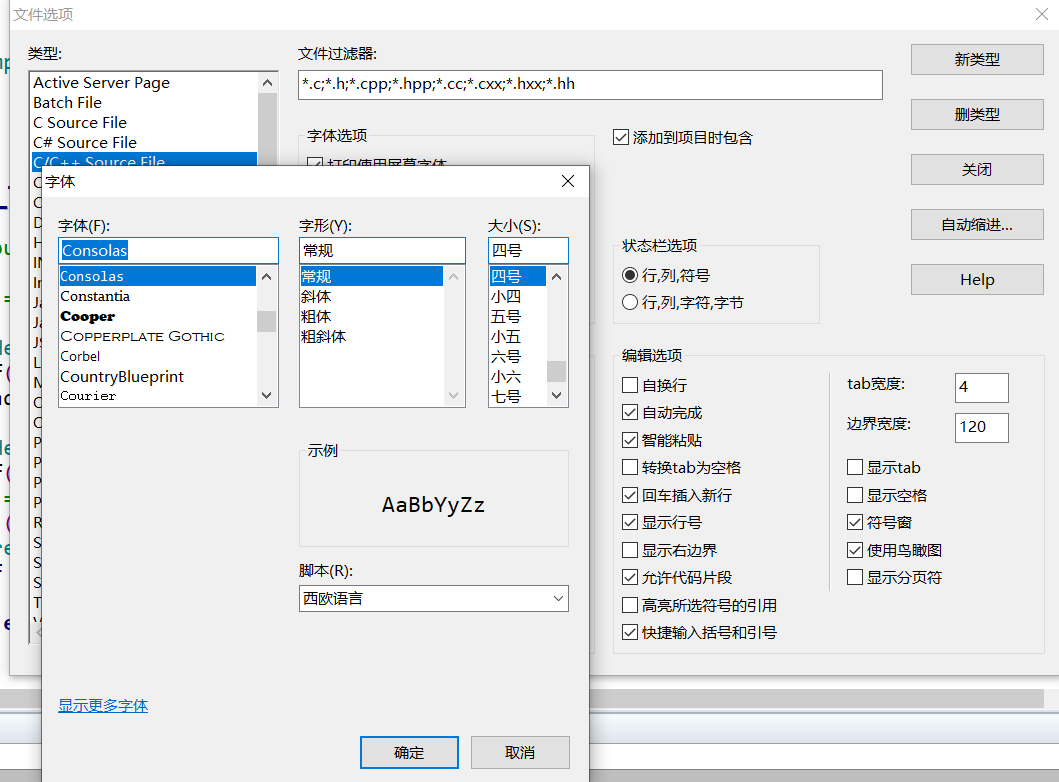 文件选项
类型:
Active Server Page
Batch File
C Source File
C# Source File
C/C++ Source File
文件过滤器:
*.c;*.h;*.cpp;*.hpp;*.cc;*.cxx;*.hxx;*.hh
字体选项
打印使用屏幕字体
添加到项目时包含
新类型
删类型
关闭
自动缩进...
Help
状态栏选项
行,列,符号
行,列,字符,字节
编辑选项
自换行
自动完成
智能粘贴
转换tab为空格
回车插入新行
显示行号
显示右边界
允许代码片段
高亮所选符号的引用
快捷输入括号和引号
tab宽度:
4
边界宽度:
120
显示tab
显示空格
符号窗
使用鸟瞰图
显示分页符
字体
字体(F):
Consolas
Consolas
Constantia
Cooper
Copperplate Gothic
Corbel
CountryBlueprint
Courier
字形(Y):
常规
常规
斜体
粗体
粗斜体
大小(S):
四号
四号
小四
五号
小五
六号
小六
七号
示例
AaBbYyZz
脚本(R):
西欧语言
显示更多字体
确定
取消